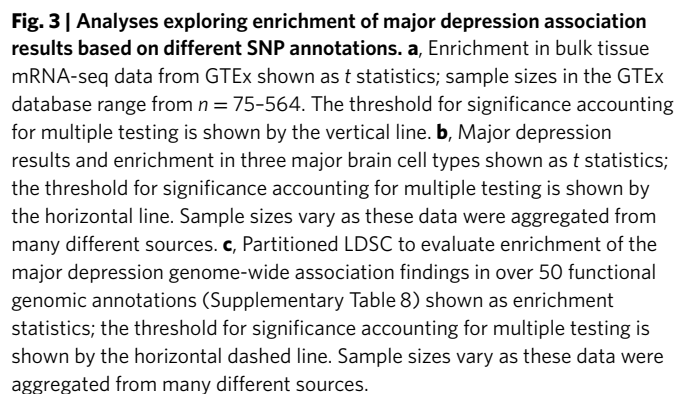 Fig. 3 | Analyses exploring enrichment of major depression association
results based on different SNP annotations. a, Enrichment in bulk tissue
mRNA-seq data from GTEx shown as t statistics; sample sizes in the GTEx
database range from n = 75–564. The threshold for significance accounting
for multiple testing is shown by the vertical line. b, Major depression
results and enrichment in three major brain cell types shown as t statistics;
the threshold for significance accounting for multiple testing is shown by
the horizontal line. Sample sizes vary as these data were aggregated from
many different sources. c, Partitioned LDSC to evaluate enrichment of the
major depression genome-wide association findings in over 50 functional
genomic annotations (Supplementary Table 8) shown as enrichment
statistics; the threshold for significance accounting for multiple testing is
shown by the horizontal dashed line. Sample sizes vary as these data were
aggregated from many different sources.